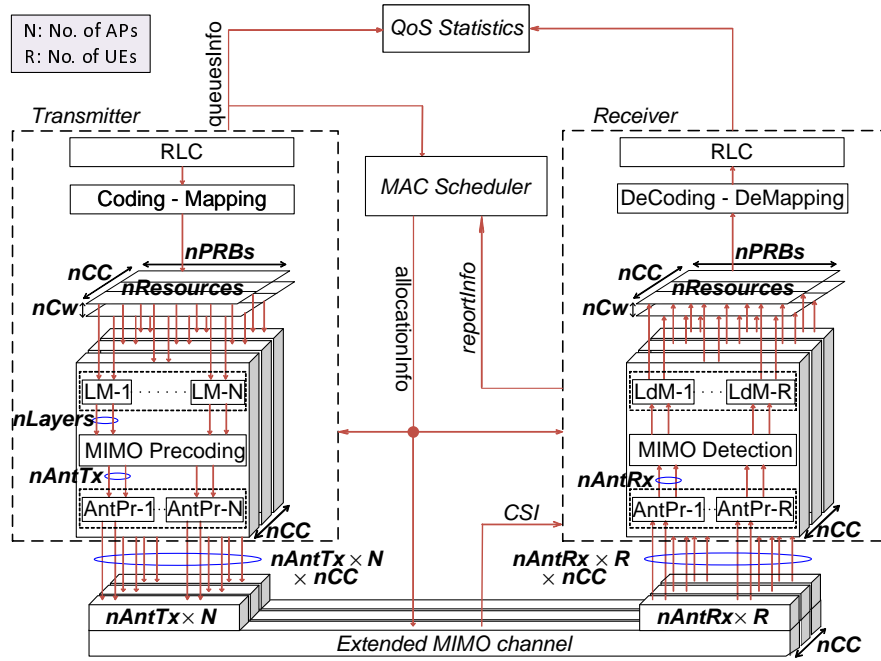 N: No. of APs
R: No. of UEs
QoS Statistics
queuesInfo
Transmitter
RLC
Coding - Mapping
MAC Scheduler
Receiver
RLC
DeCoding - DeMapping
nPRBs
nCC
nResources
nCw
allocationInfo
reportInfo
nPRBs
nCC
nResources
nCw
LM-1 · · · · · · LM-N
nLayers
MIMO Precoding
nAntTx
AntPr-1 ··· AntPr-N
nCC
LdM-1 · · · LdM-R
MIMO Detection
nAntRx
AntPr-1 ··· AntPr-R
nCC
CSI
nAntTx × N
× nCC
nAntRx × R
× nCC
nAntTx × N
nAntRx × R
Extended MIMO channel
nCC